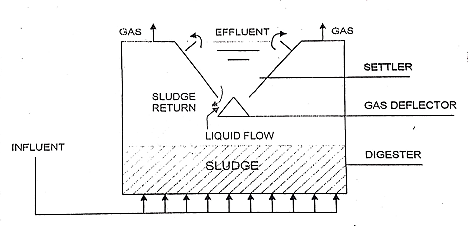 GAS
EFFLUENT
GAS
SETTLER
SLUDGE
RETURN
GAS DEFLECTOR
LIQUID FLOW
INFLUENT
SLUDGE
DIGESTER